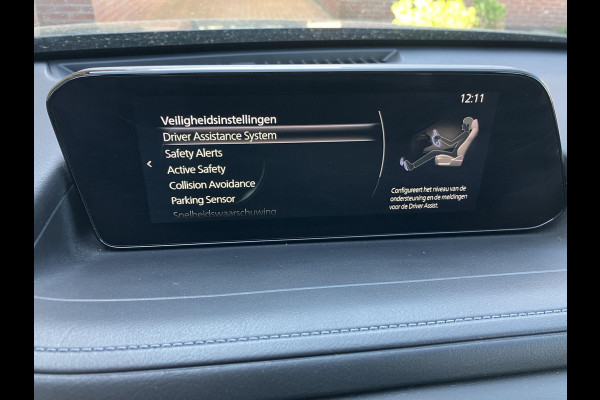 12:11
Veiligheidsinstellingen
Driver Assistance System
Safety Alerts
Active Safety
Collision Avoidance
Parking Sensor
Snelheidswaarschuwing
Configureert het niveau van de
ondersteuning en de meldingen
voor de Driver Assist.